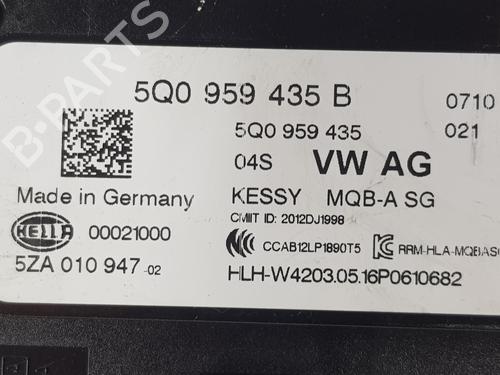 5Q0 959 435 B 0710
5Q0 959 435 021
04S VW AG
Made in Germany KESSY MQB-A SG
CMIIT ID: 2012DJ1998
HELLA 00021000 CCAB12LP1890T5 RRM-HLA-MQBASG
5ZA 010 947 -02 HLH-W4203.05.16P0610682
B-PARTS